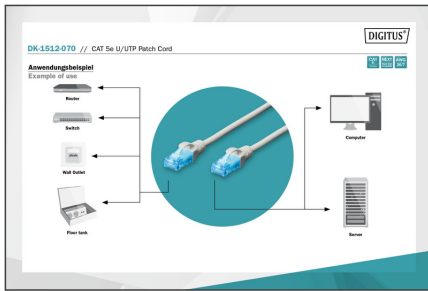 DIGITUS®
DK-1512-070 // CAT 5e U/UTP Patch Cord
Anwendungsbeispiel
Example of use
Router
Switch
Wall Outlet
Floor tank
Computer
Server